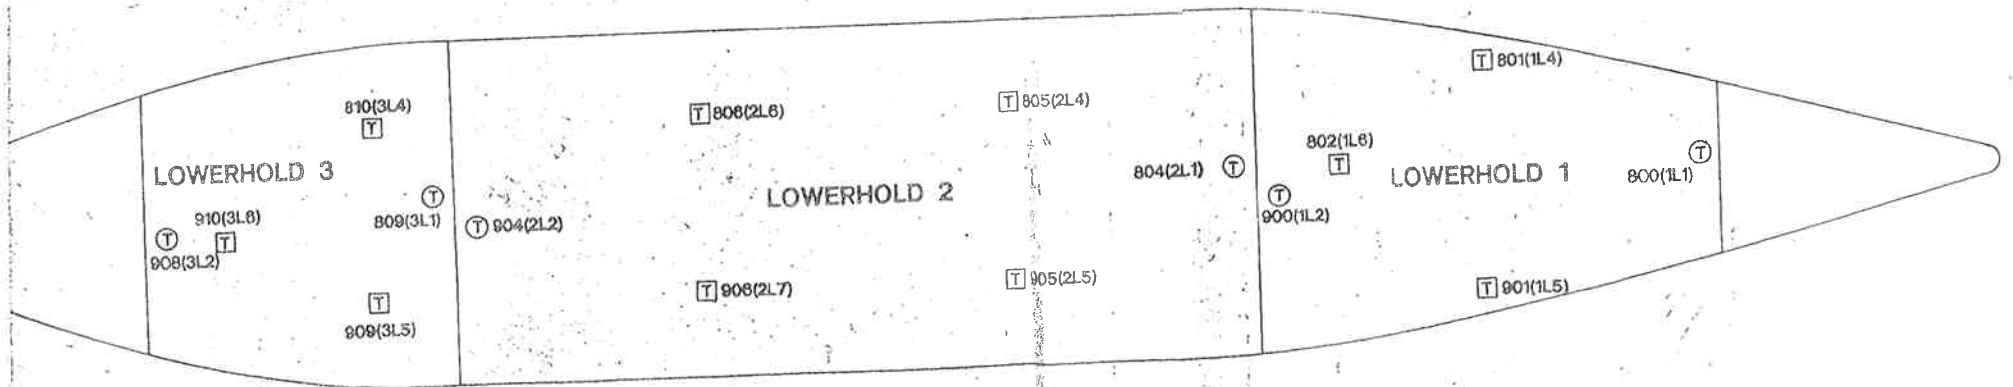 810(3L4)
T
LOWERHOLD 3
910(3L6)
T
T
908(3L2)
809(3L1)
T
T
909(3L5)
T 806(2L6)
T 805(2L4)
LOWERHOLD 2
804(2L1) T
T 904(2L2)
T 906(2L7)
T 905(2L5)
T 801(1L4)
802(1L6)
T
LOWERHOLD 1
T
800(1L1)
T
900(1L2)
T 901(1L5)